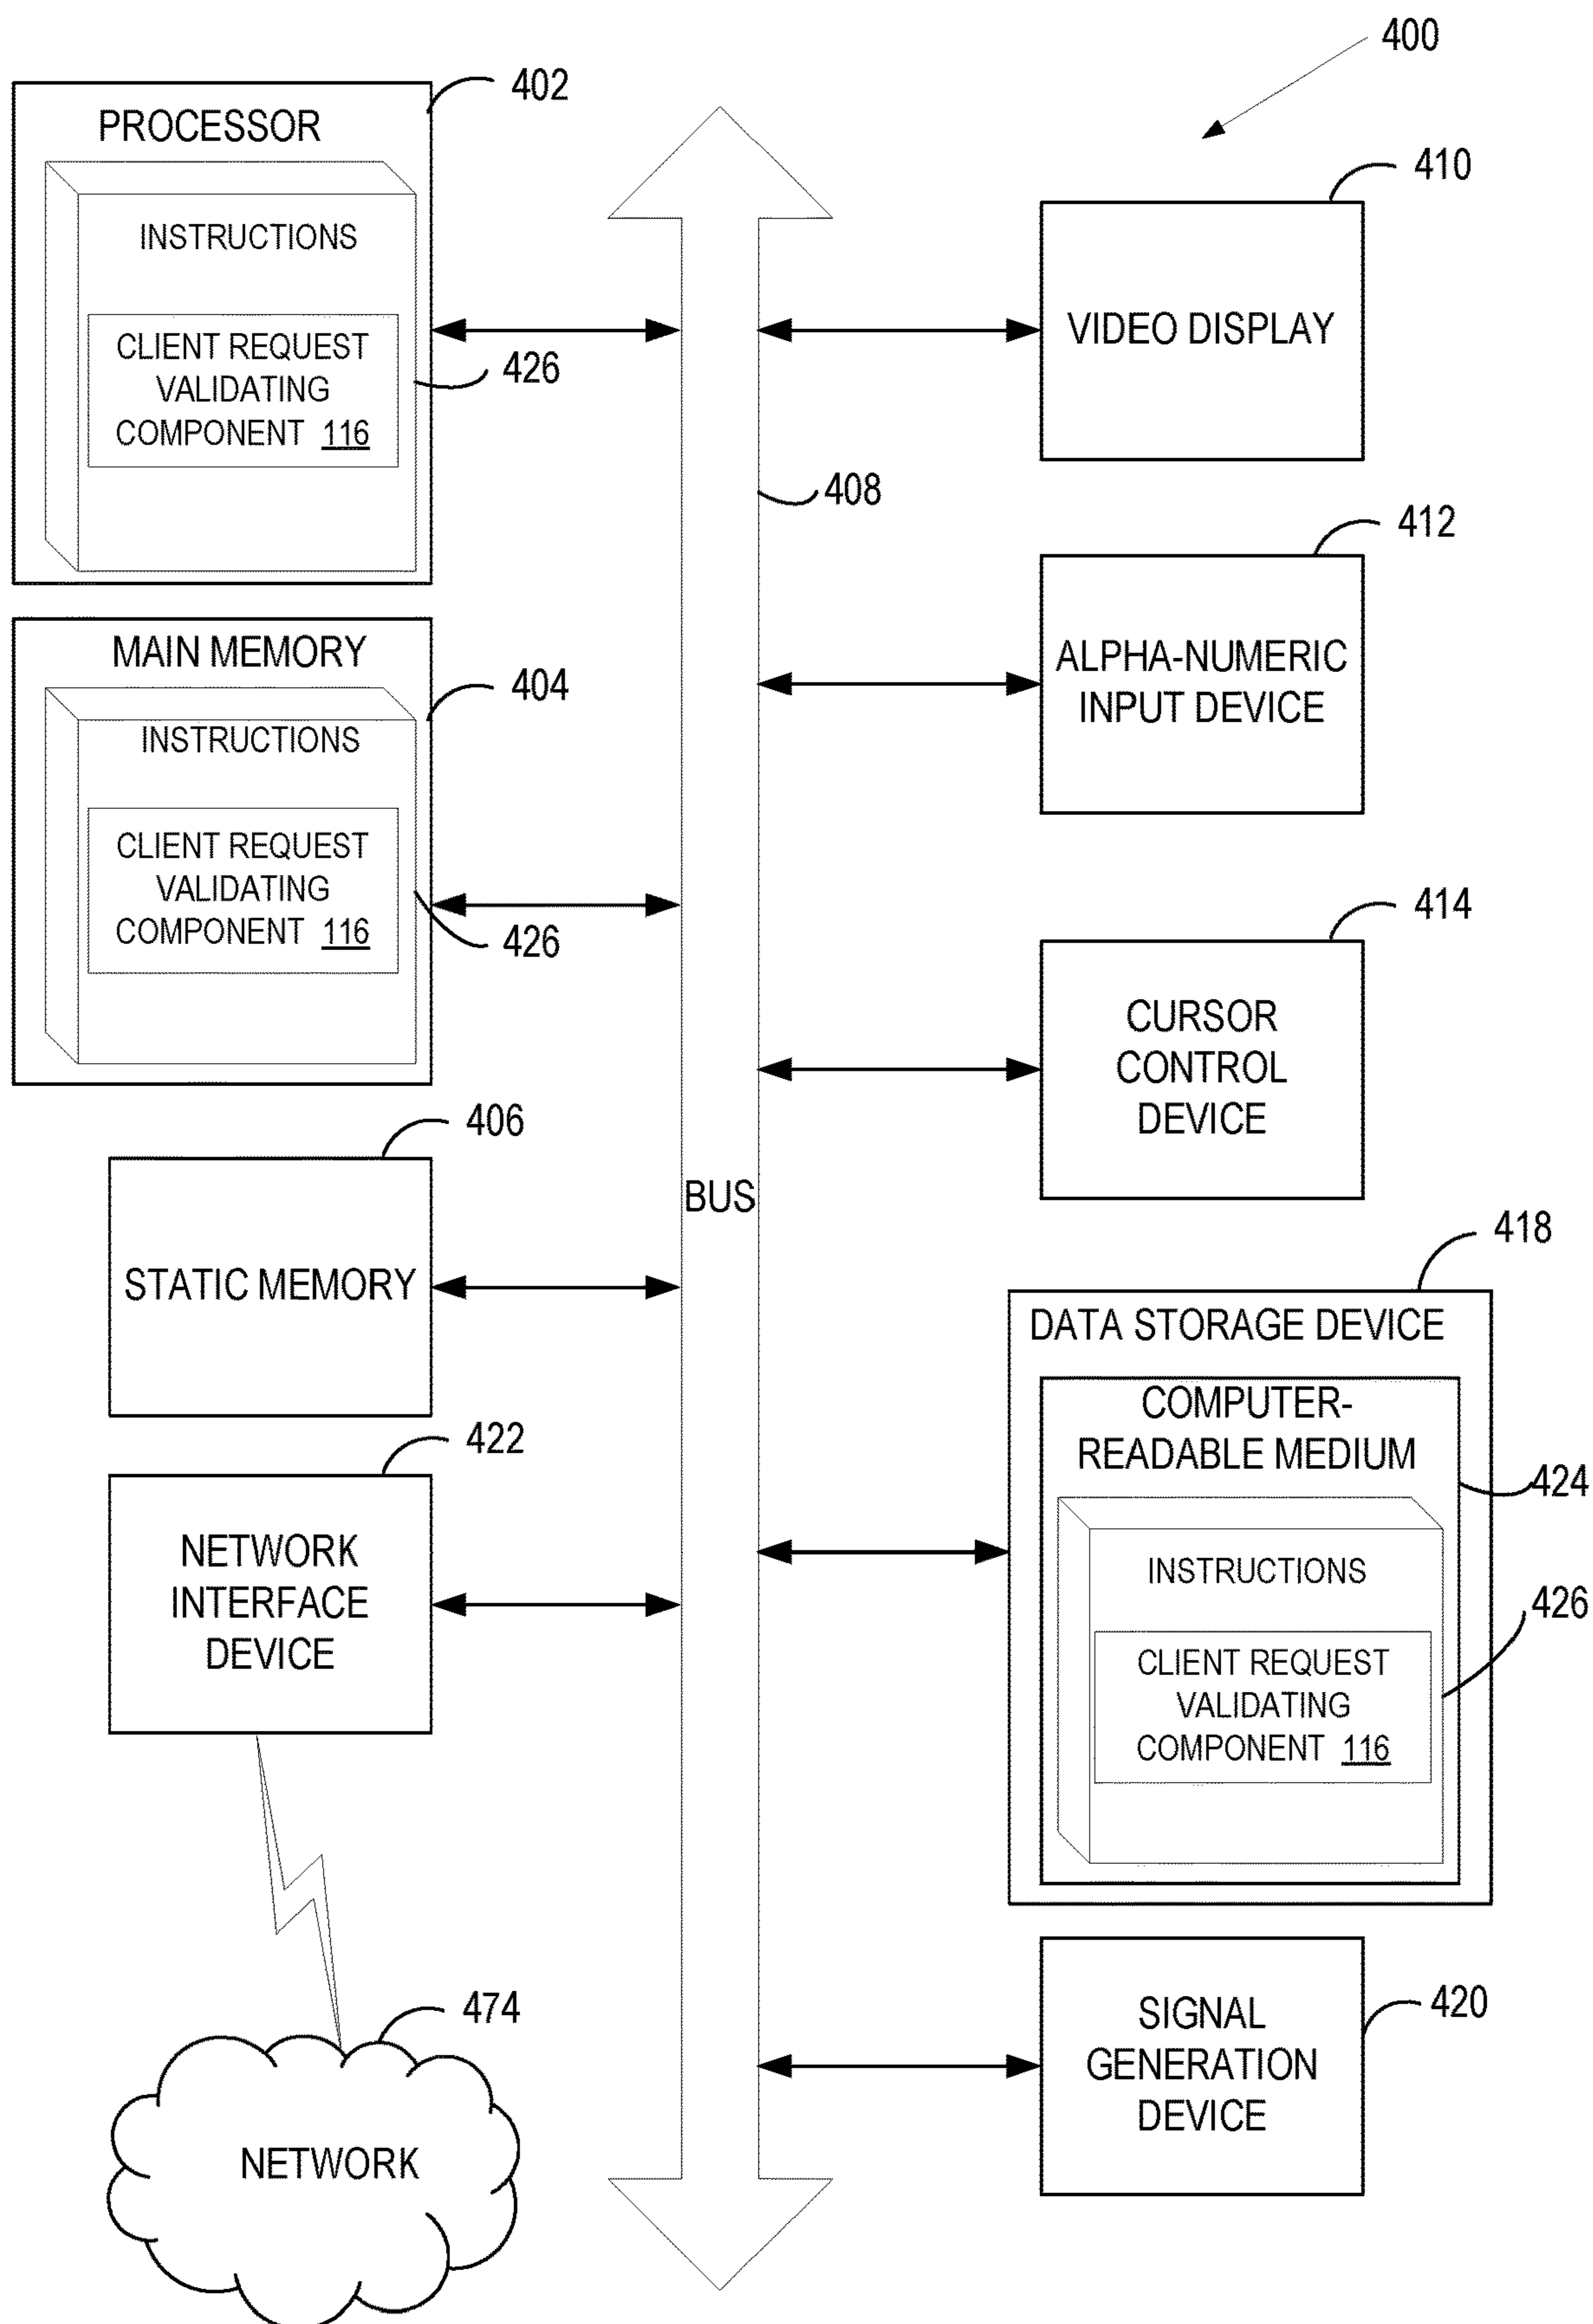 400
402
PROCESSOR
INSTRUCTIONS
CLIENT REQUEST
VALIDATING
COMPONENT 116
426
MAIN MEMORY
404
INSTRUCTIONS
CLIENT REQUEST
VALIDATING
COMPONENT 116
426
406
STATIC MEMORY
422
NETWORK
INTERFACE
DEVICE
474
NETWORK
408
BUS
410
VIDEO DISPLAY
412
ALPHA-NUMERIC
INPUT DEVICE
414
CURSOR
CONTROL
DEVICE
418
DATA STORAGE DEVICE
COMPUTER-
READABLE MEDIUM
424
INSTRUCTIONS
426
CLIENT REQUEST
VALIDATING
COMPONENT 116
420
SIGNAL
GENERATION
DEVICE